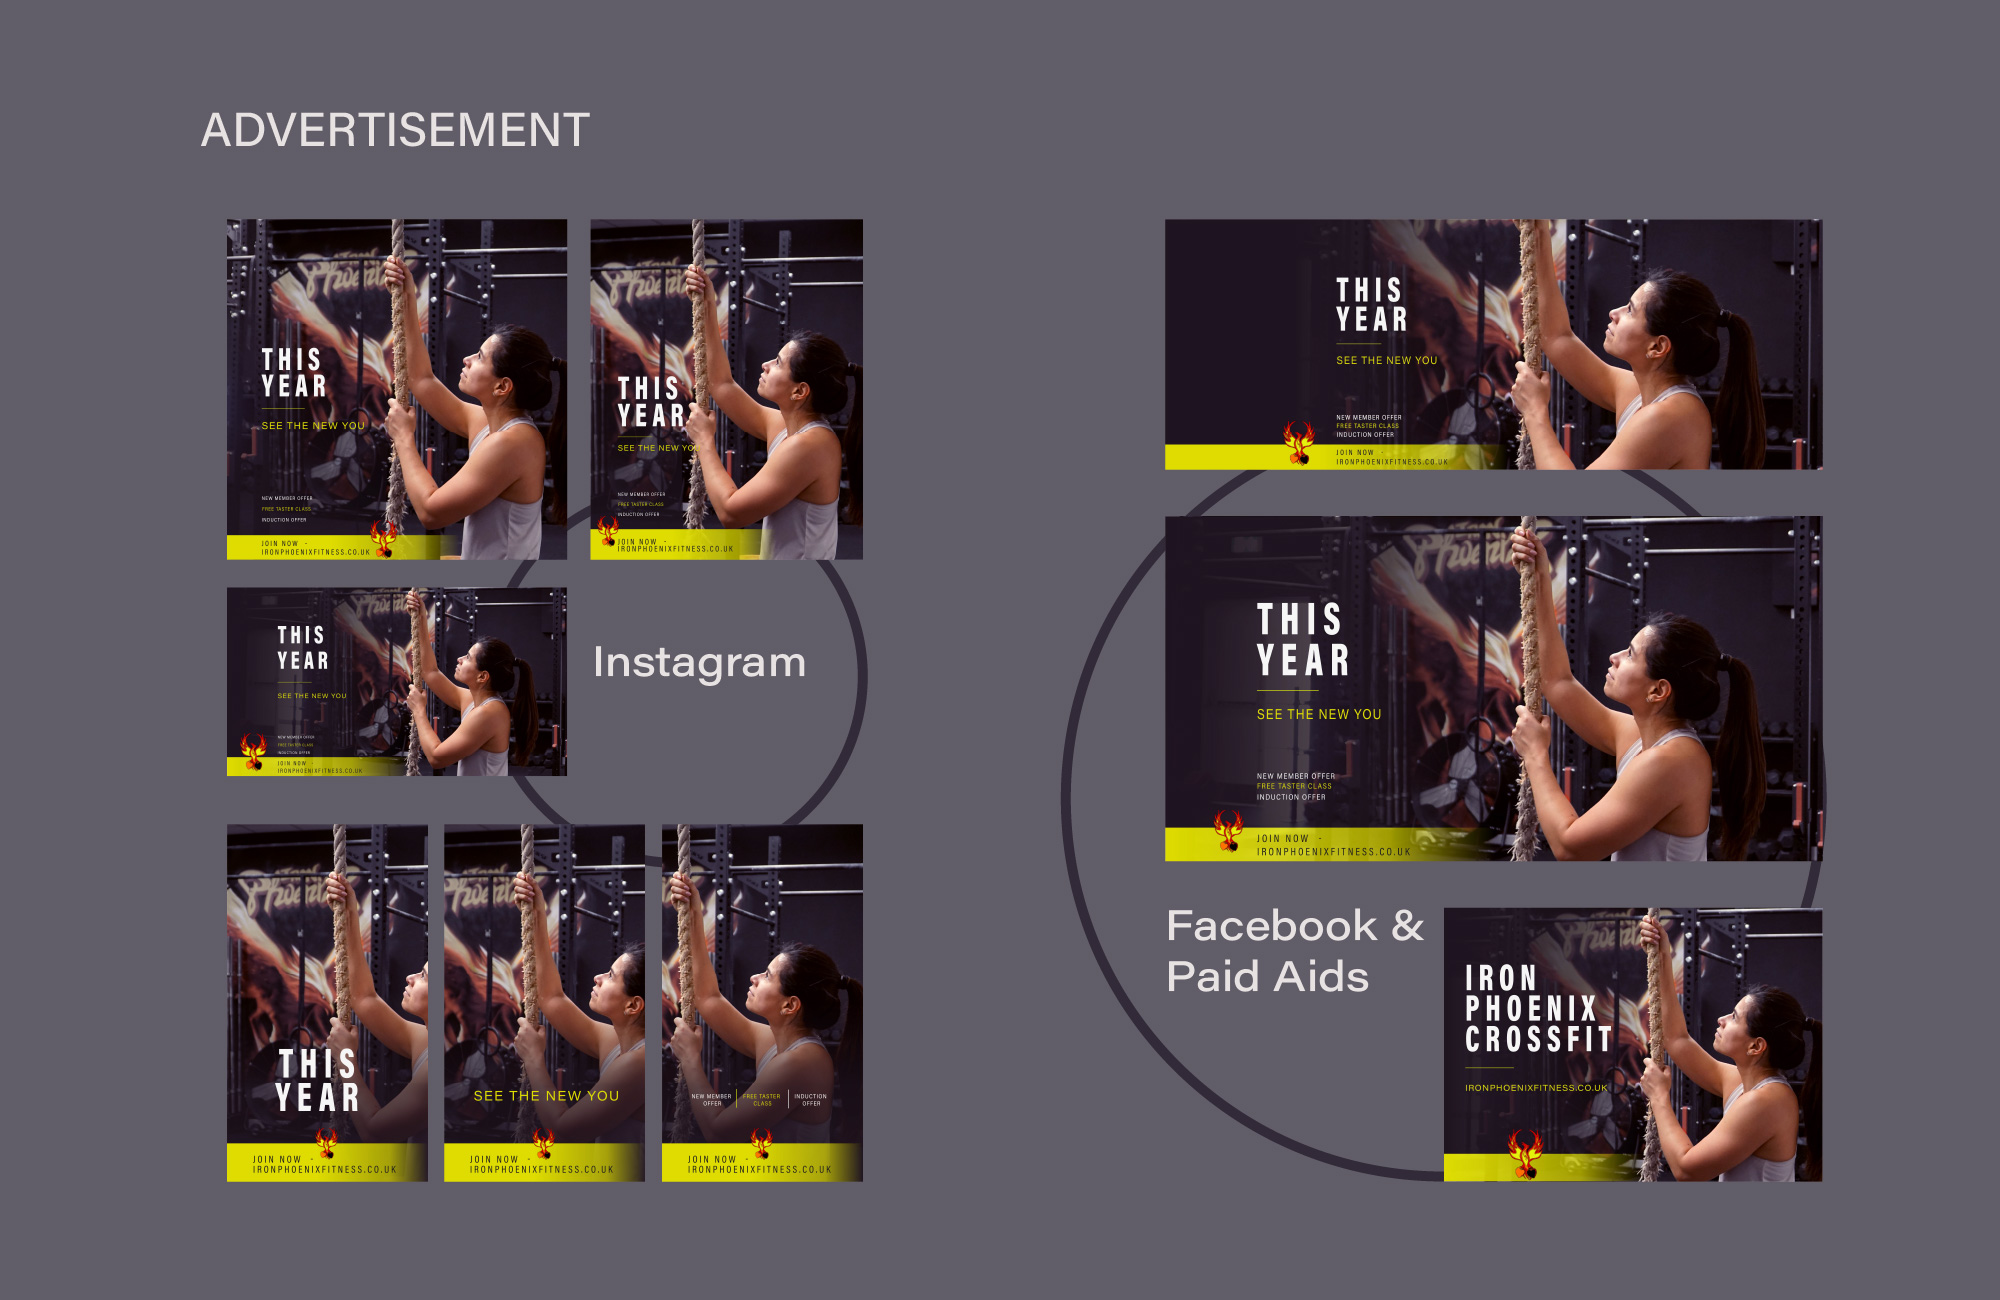 ADVERTISEMENT
THIS
YEAR
SEE THE NEW YOU
NEW MEMBER OFFER
FREE TASTER CLASS
INDUCTION OFFER
JOIN NOW -
IRONPHOENIXFITNESS.CO.UK
THIS
YEAR
SEE THE NEW YOU
NEW MEMBER OFFER
FREE TASTER CLASS
INDUCTION OFFER
JOIN NOW -
IRONPHOENIXFITNESS.CO.UK
THIS
YEAR
SEE THE NEW YOU
NEW MEMBER OFFER
FREE TASTER CLASS
INDUCTION OFFER
JOIN NOW -
IRONPHOENIXFITNESS.CO.UK
Instagram
THIS
YEAR
JOIN NOW -
IRONPHOENIXFITNESS.CO.UK
SEE THE NEW YOU
JOIN NOW -
IRONPHOENIXFITNESS.CO.UK
NEW MEMBER OFFER
FREE TASTER CLASS
INDUCTION OFFER
JOIN NOW -
IRONPHOENIXFITNESS.CO.UK
THIS
YEAR
SEE THE NEW YOU
NEW MEMBER OFFER
FREE TASTER CLASS
INDUCTION OFFER
JOIN NOW -
IRONPHOENIXFITNESS.CO.UK
THIS
YEAR
SEE THE NEW YOU
NEW MEMBER OFFER
FREE TASTER CLASS
INDUCTION OFFER
JOIN NOW -
IRONPHOENIXFITNESS.CO.UK
Facebook &
Paid Aids
IRON
PHOENIX
CROSSFIT
IRONPHOENIXFITNESS.CO.UK